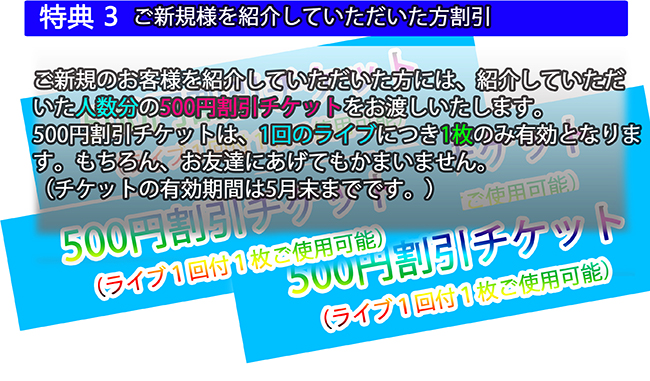 特典 3 ご新規様を紹介していただいた方割引
ご新規のお客様を紹介していただいた方には、紹介していただ
いた人数分の500円割引チケットをお渡しいたします。
500円割引チケットは、1回のライブにつき1枚のみ有効となりま
す。もちろん、お友達にあげてもかまいません。
（チケットの有効期間は5月末までです。）
ご使用可能）
500円割引チケット
（ライブ１回付１枚ご使用可能）
500円割引チケット
（ライブ１回付１枚ご使用可能）